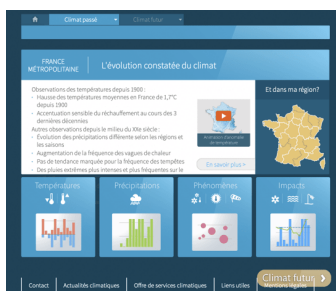 Climat passé
Climat futur
FRANCE
MÉTROPOLITAINE
L'évolution constatée du climat
Observations des températures depuis 1900 :
- Hausse des températures moyennes en France de 1,7°C
depuis 1900
- Accentuation sensible du réchauffement au cours des 3
dernières décennies
Autres observations depuis le milieu du XXe siècle :
- Évolution des précipitations différente selon les régions et
les saisons
- Augmentation de la fréquence des vagues de chaleur
- Pas de tendance marquée pour la fréquence des tempêtes
- Des pluies extrêmes plus intenses et plus fréquentes sur le
En savoir plus >
Et dans ma région?
Températures
Précipitations
Phénomènes
Impacts
Climat futur >
Contact
Actualités climatiques
Offre de services climatiques
Liens utiles
Mentions légales